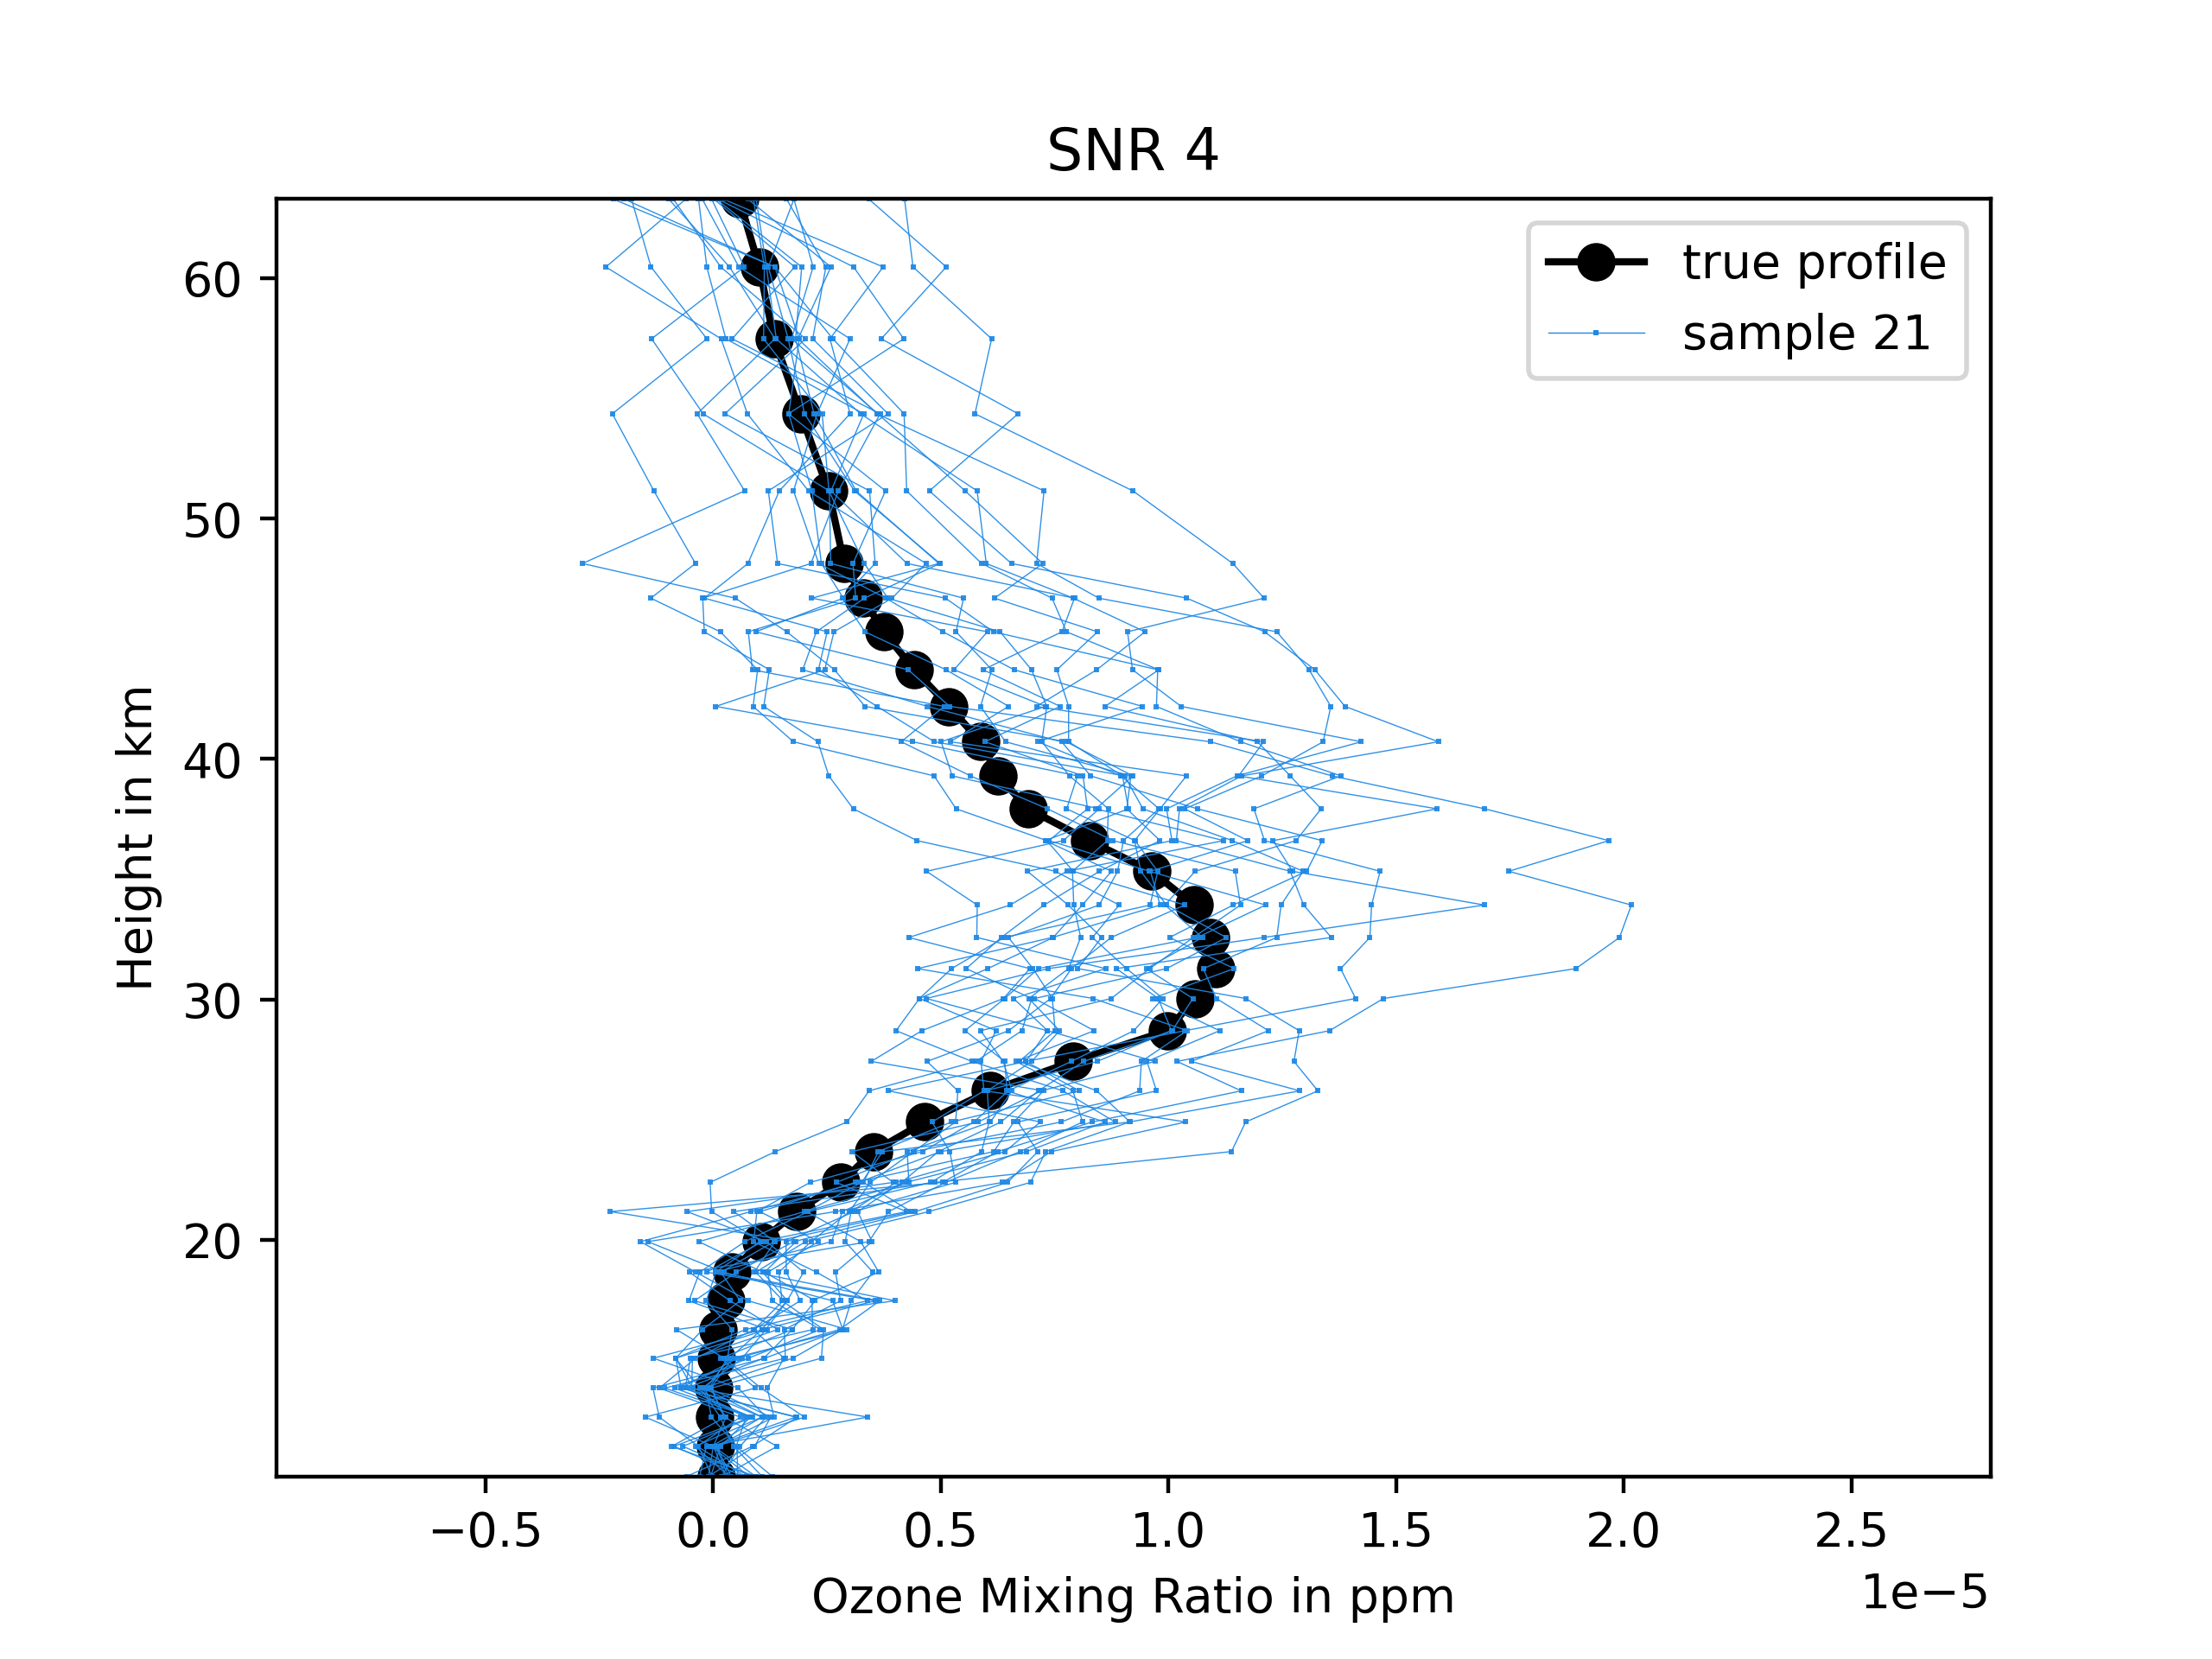 SNR 4
true profile
sample 21
60
50
40
30
20
Height in km
−0.5 0.0 0.5 1.0 1.5 2.0 2.5
1e−5
Ozone Mixing Ratio in ppm